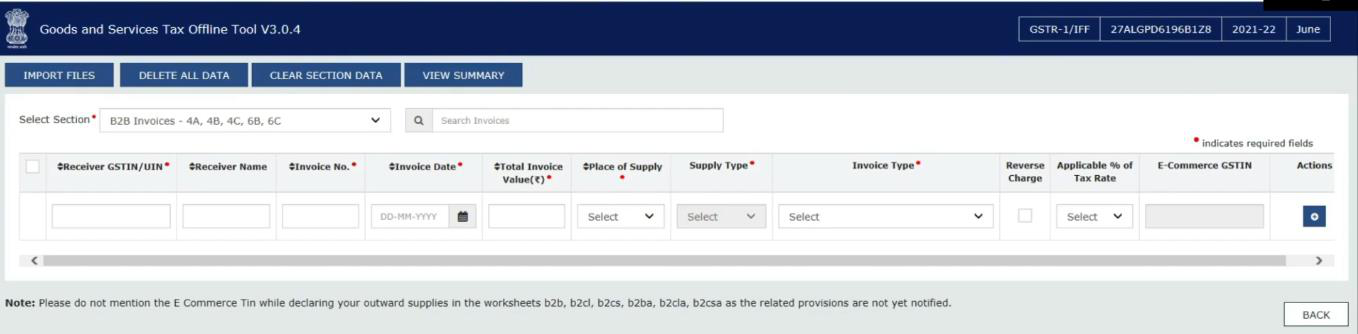 Goods and Services Tax Offline Tool V3.0.4
GSTR-1/IFF 27ALGPD6196B1Z8 2021-22 June
IMPORT FILES DELETE ALL DATA CLEAR SECTION DATA VIEW SUMMARY
Select Section* B2B Invoices - 4A, 4B, 4C, 6B, 6C Search Invoices
* indicates required fields
Receiver GSTIN/UIN* Receiver Name Invoice No.* Invoice Date* Total Invoice Value(₹)* Place of Supply* Supply Type* Invoice Type* Reverse Charge Applicable % of Tax Rate E-Commerce GSTIN Actions
DD-MM-YYYY Select Select Select Select
Note: Please do not mention the E Commerce Tin while declaring your outward supplies in the worksheets b2b, b2cl, b2cs, b2ba, b2cla, b2csa as the related provisions are not yet notified.
BACK